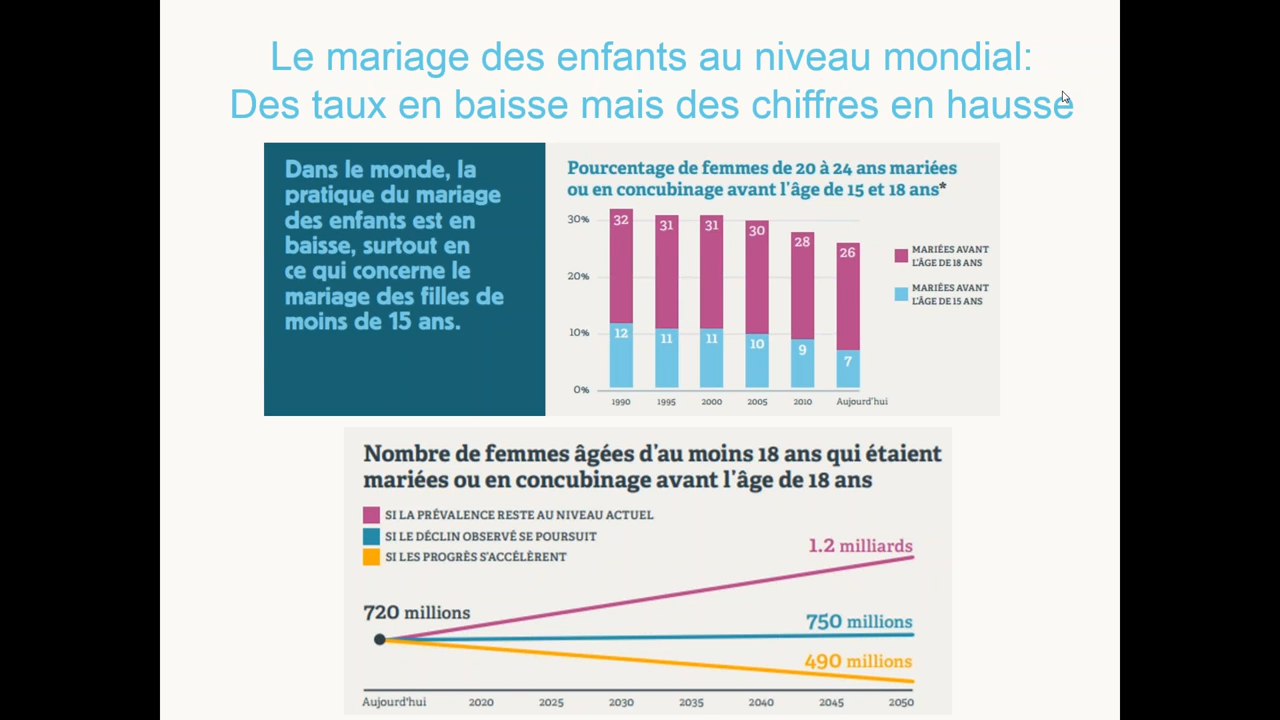 Le mariage des enfants au niveau mondial:
Des taux en baisse mais des chiffres en hausse
Dans le monde, la
pratique du mariage
des enfants est en
baisse, surtout en
ce qui concerne le
mariage des filles de
moins de 15 ans.
Pourcentage de femmes de 20 à 24 ans mariées
ou en concubinage avant l'âge de 15 et 18 ans*
30%
20%
10%
0%
32 31 31 30 28 26
12 11 11 10 9 7
1990 1995 2000 2005 2010 Aujourd'hui
MARIÉES AVANT
L'ÂGE DE 18 ANS
MARIÉES AVANT
L'ÂGE DE 15 ANS
Nombre de femmes âgées d'au moins 18 ans qui étaient
mariées ou en concubinage avant l'âge de 18 ans
SI LA PRÉVALENCE RESTE AU NIVEAU ACTUEL
SI LE DÉCLIN OBSERVÉ SE POURSUIT
SI LES PROGRÈS S'ACCÉLÈRENT
1.2 milliards
720 millions
750 millions
490 millions
Aujourd'hui 2020 2025 2030 2035 2040 2045 2050